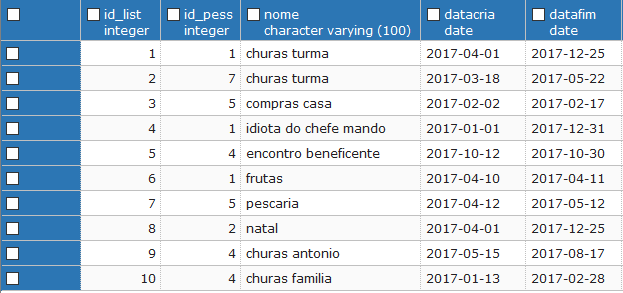 id_list integer id_pess integer nome character varying (100) datacria date datafim date
1 1 churas turma 2017-04-01 2017-12-25
2 7 churas turma 2017-03-18 2017-05-22
3 5 compras casa 2017-02-02 2017-02-17
4 1 idiota do chefe mando 2017-01-01 2017-12-31
5 4 encontro beneficente 2017-10-12 2017-10-30
6 1 frutas 2017-04-10 2017-04-11
7 5 pescaria 2017-04-12 2017-05-12
8 2 natal 2017-04-01 2017-12-25
9 4 churas antonio 2017-05-15 2017-08-17
10 4 churas familia 2017-01-13 2017-02-28